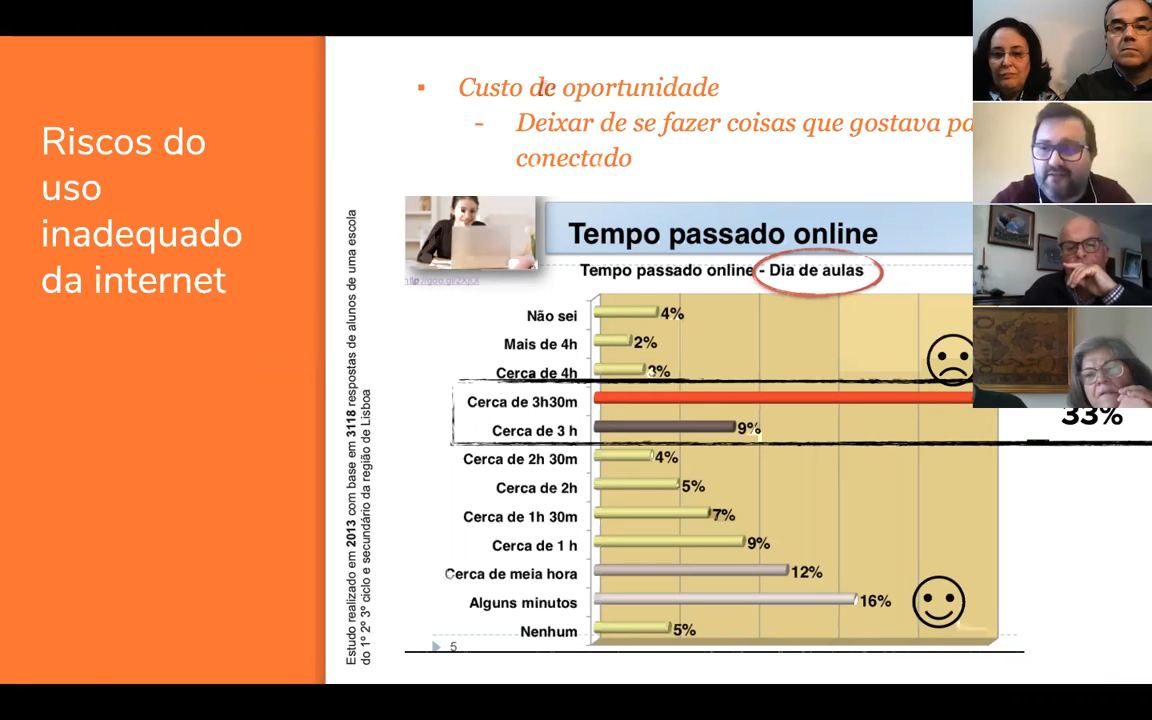 Riscos do
uso
inadequado
da internet
▪ Custo de oportunidade
- Deixar de se fazer coisas que gostava
conectado
Estudo realizado em 2013 com base em 3118 respostas de alunos de uma escola
do 1º 2º 3º ciclo e secundário da região de Lisboa
Tempo passado online
Tempo passado online - Dia de aulas
Não sei 4%
Mais de 4h 2%
Cerca de 4h 3%
Cerca de 3h30m
33%
Cerca de 3 h 9%
Cerca de 2h 30m 4%
Cerca de 2h 5%
Cerca de 1h 30m 7%
Cerca de 1 h 9%
Cerca de meia hora 12%
Alguns minutos 16%
Nenhum 5%
5